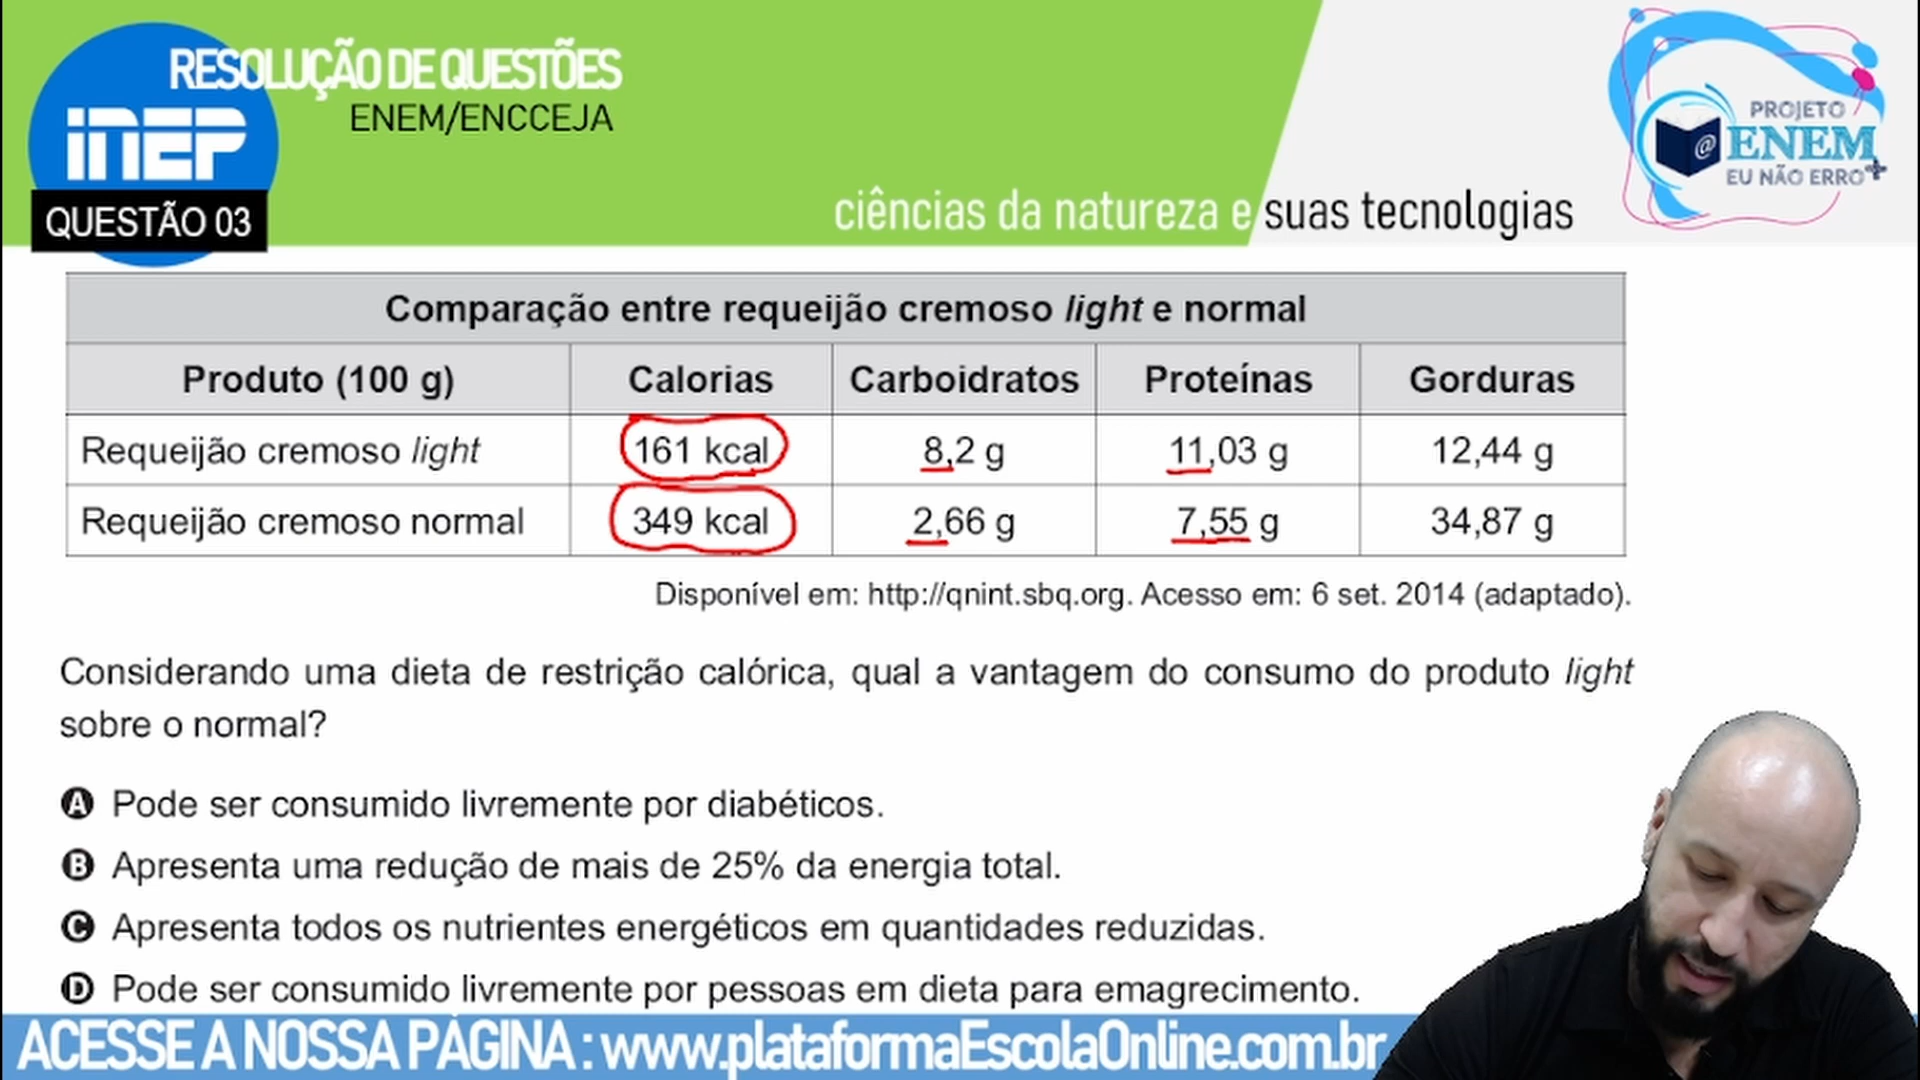 RESOLUÇÃO DE QUESTÕES
ENEM/ENCCEJA
inep
QUESTÃO 03
ciências da natureza e suas tecnologias
PROJETO
@ENEM+
EU NÃO ERRO
Comparação entre requeijão cremoso light e normal
Produto (100 g) Calorias Carboidratos Proteínas Gorduras
Requeijão cremoso light 161 kcal 8,2 g 11,03 g 12,44 g
Requeijão cremoso normal 349 kcal 2,66 g 7,55 g 34,87 g
Disponível em: http://qnint.sbq.org. Acesso em: 6 set. 2014 (adaptado).
Considerando uma dieta de restrição calórica, qual a vantagem do consumo do produto light
sobre o normal?
A Pode ser consumido livremente por diabéticos.
B Apresenta uma redução de mais de 25% da energia total.
C Apresenta todos os nutrientes energéticos em quantidades reduzidas.
D Pode ser consumido livremente por pessoas em dieta para emagrecimento.
ACESSE A NOSSA PÁGINA : www.plataformaEscolaOnline.com.br